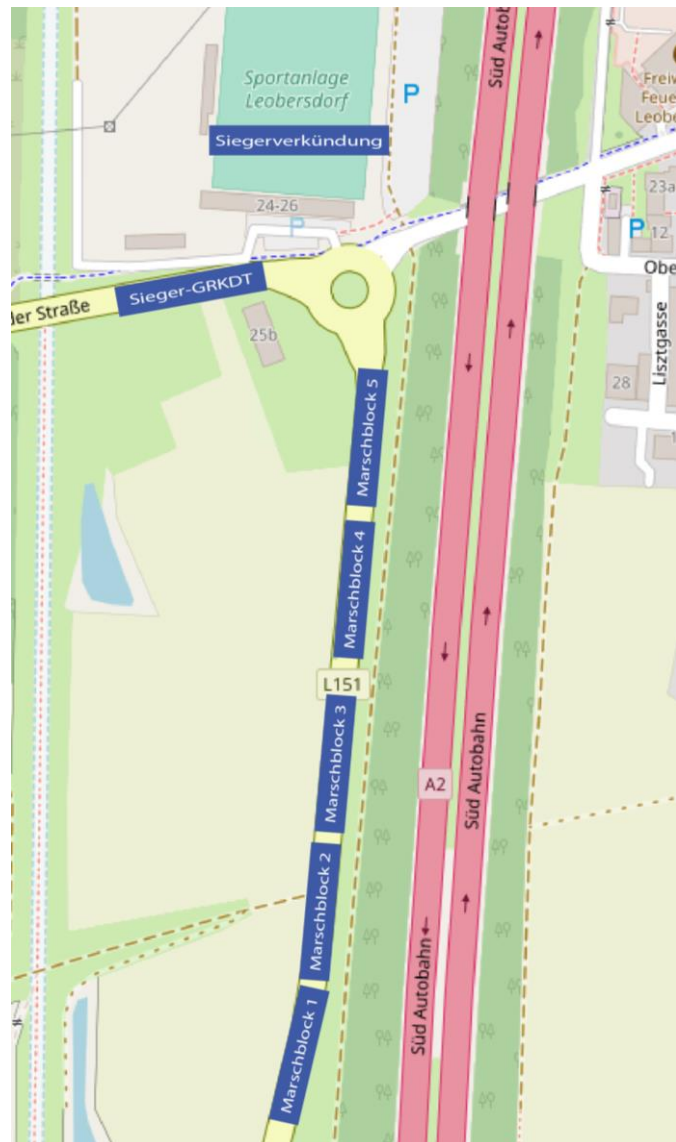 Süd Autob
Sportanlage
Leobersdorf
P
Freiw
Feue
Leobe
Siegerverkündung
24-26
P
23a
P
12
Sieger-GRKDT
Obe
der Straße
25b
Lisztgasse
28
Marschblock 5
Marschblock 4
L151
Marschblock 3
A2
Süd Autobahn
Marschblock 2
Süd Autobahn
Marschblock 1